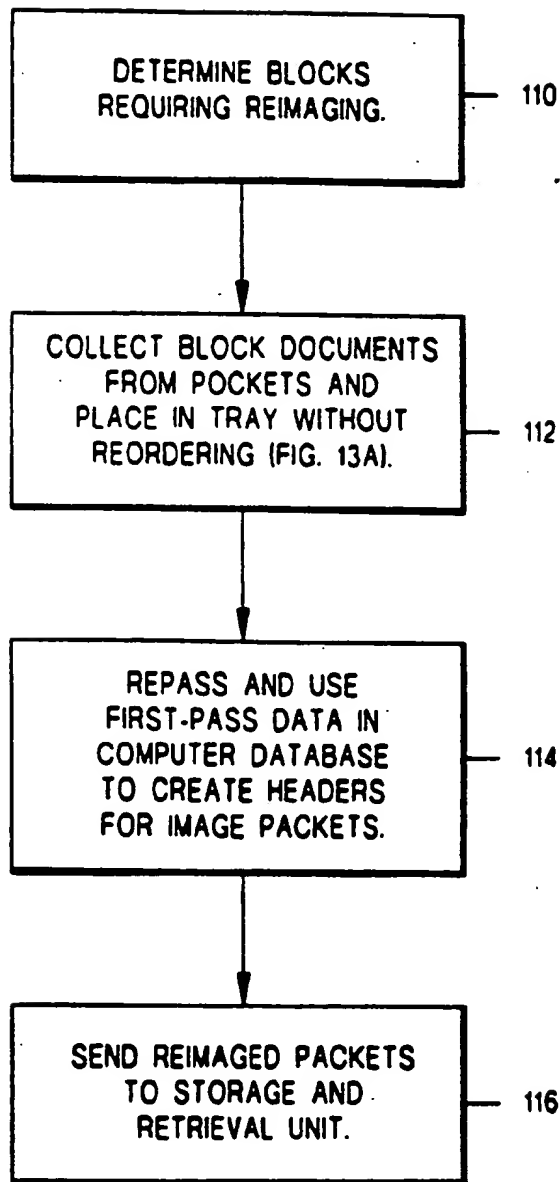 DETERMINE BLOCKS
REQUIRING REIMAGING.
110
COLLECT BLOCK DOCUMENTS
FROM POCKETS AND
PLACE IN TRAY WITHOUT
REORDERING (FIG. 13A).
112
REPASS AND USE
FIRST-PASS DATA IN
COMPUTER DATABASE
TO CREATE HEADERS
FOR IMAGE PACKETS.
114
SEND REIMAGED PACKETS
TO STORAGE AND
RETRIEVAL UNIT.
116